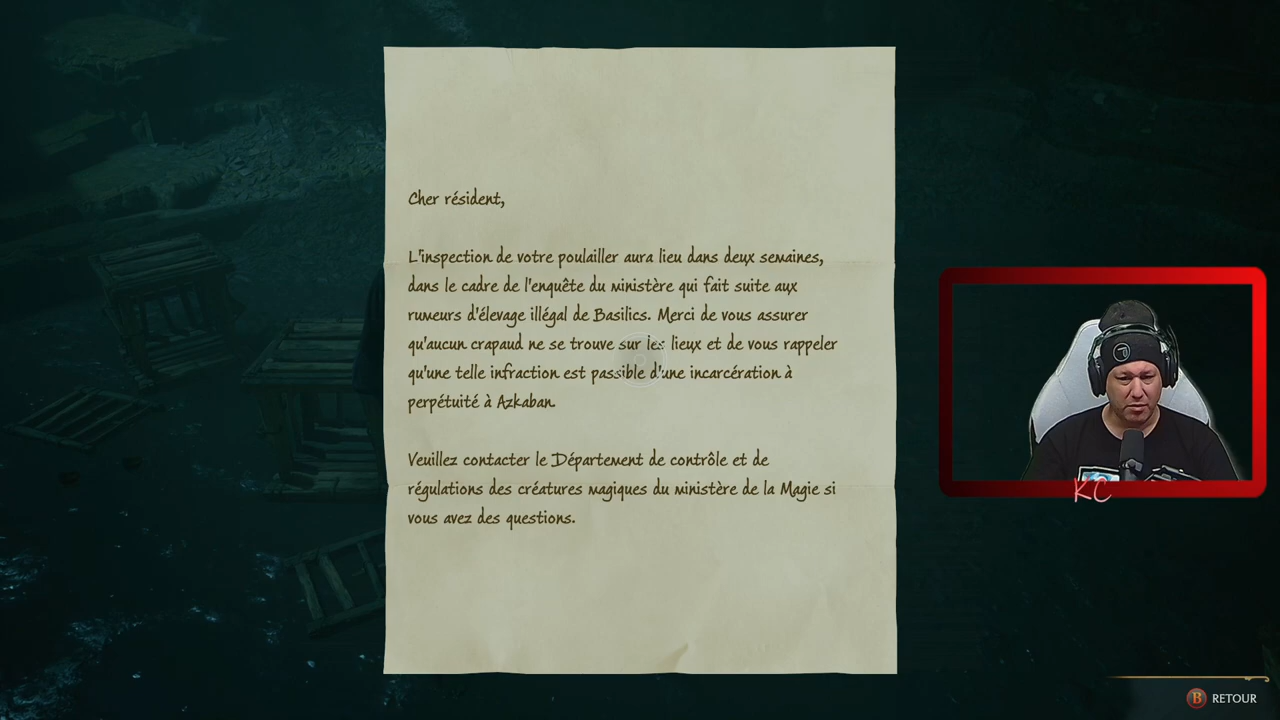 Cher résident,
L'inspection de votre poulailler aura lieu dans deux semaines,
dans le cadre de l'enquête du ministère qui fait suite aux
rumeurs d'élevage illégal de Basilics. Merci de vous assurer
qu'aucun crapaud ne se trouve sur les lieux et de vous rappeler
qu'une telle infraction est passible d'une incarcération à
perpétuité à Azkaban.
Veuillez contacter le Département de contrôle et de
régulations des créatures magiques du ministère de la Magie si
vous avez des questions.
KC
B RETOUR